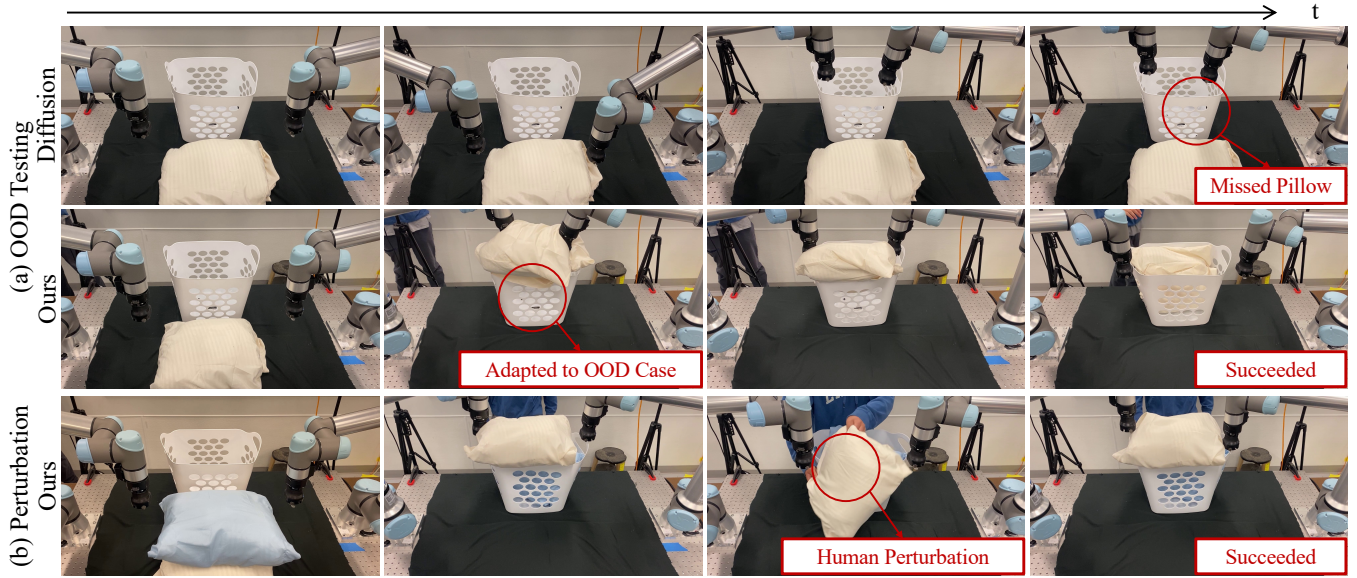 t
(a) OOD Testing
Diffusion
Missed Pillow
Ours
Adapted to OOD Case
Succeeded
(b) Perturbation
Ours
Human Perturbation
Succeeded